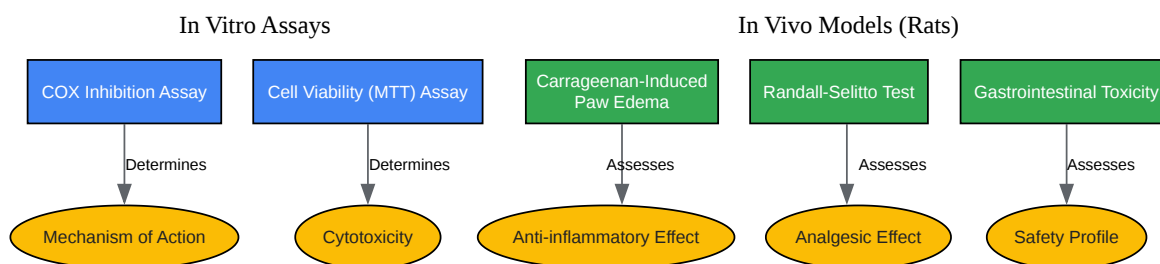 In Vitro Assays
In Vivo Models (Rats)
COX Inhibition Assay
Cell Viability (MTT) Assay
Carrageenan-Induced
Paw Edema
Randall-Selitto Test
Gastrointestinal Toxicity
Determines
Determines
Assesses
Assesses
Assesses
Mechanism of Action
Cytotoxicity
Anti-inflammatory Effect
Analgesic Effect
Safety Profile